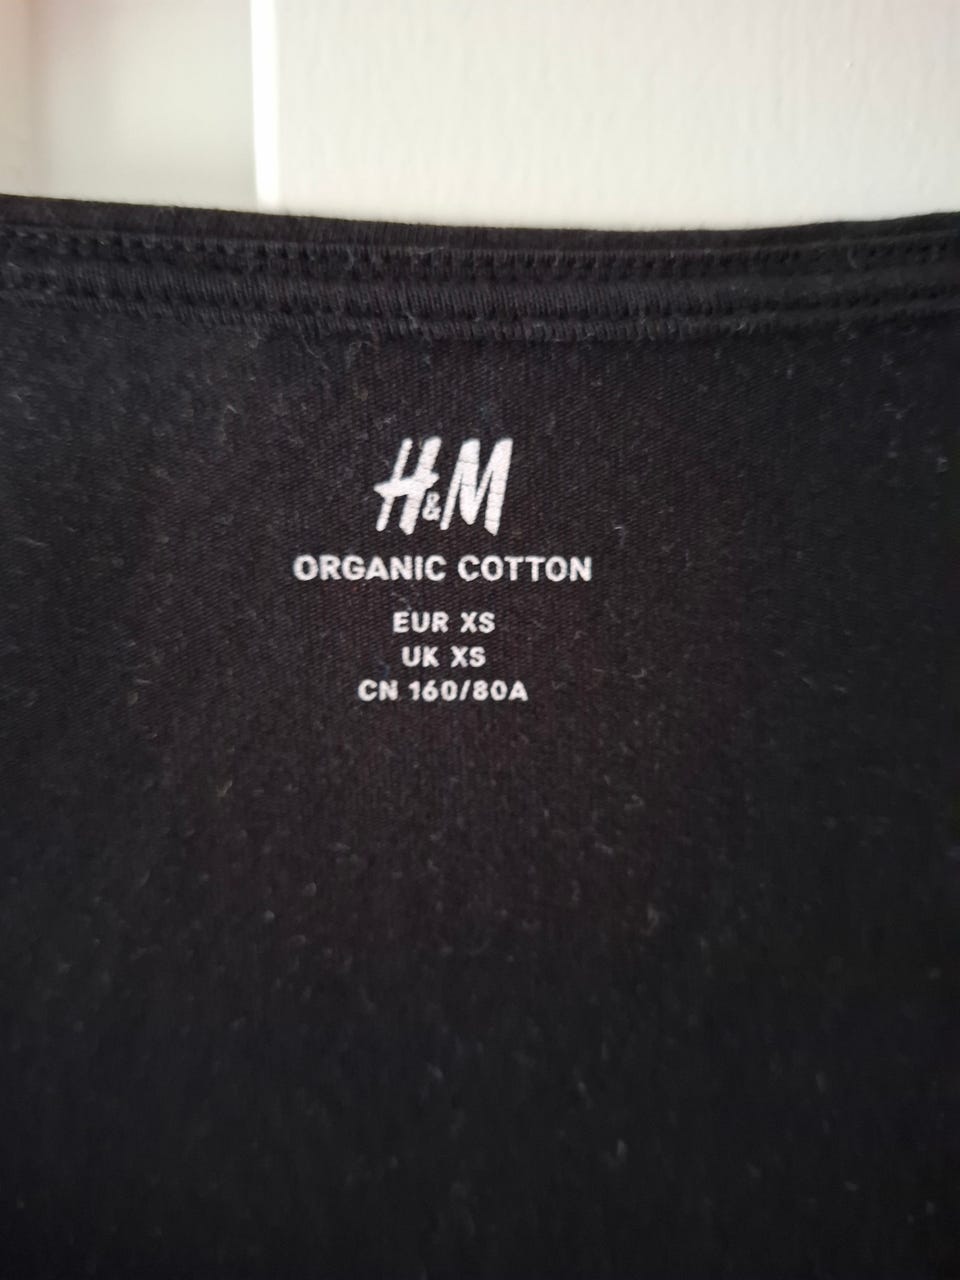 H&M
ORGANIC COTTON
EUR XS
UK XS
CN 160/80A